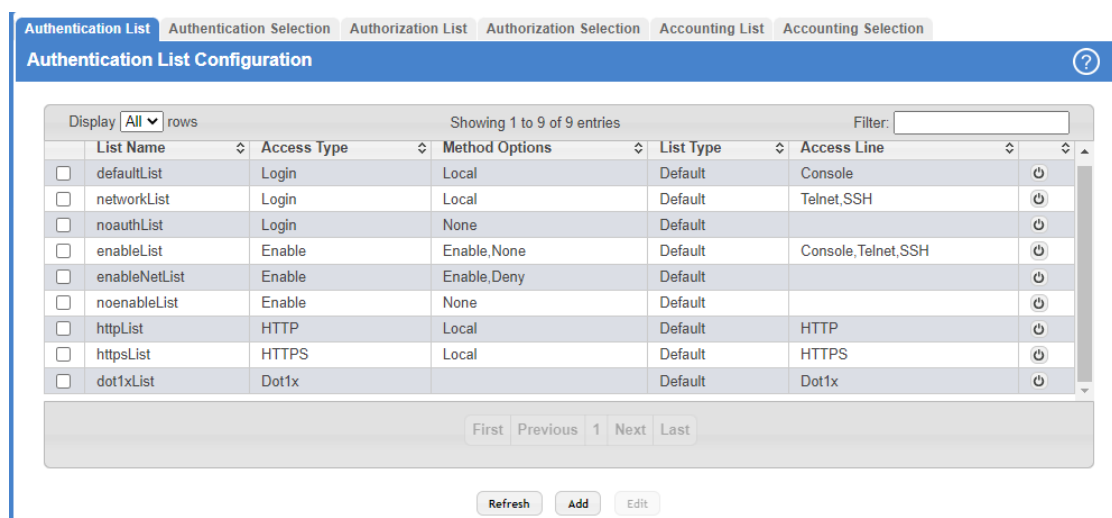 Authentication List Authentication Selection Authorization List Authorization Selection Accounting List Accounting Selection
Authentication List Configuration ?
Display All rows Showing 1 to 9 of 9 entries Filter:
List Name Access Type Method Options List Type Access Line
defaultList Login Local Default Console
networkList Login Local Default Telnet,SSH
noauthList Login None Default
enableList Enable Enable,None Default Console,Telnet,SSH
enableNetList Enable Enable,Deny Default
noenableList Enable None Default
httpList HTTP Local Default HTTP
httpsList HTTPS Local Default HTTPS
dot1xList Dot1x Default Dot1x
First Previous 1 Next Last
Refresh Add Edit